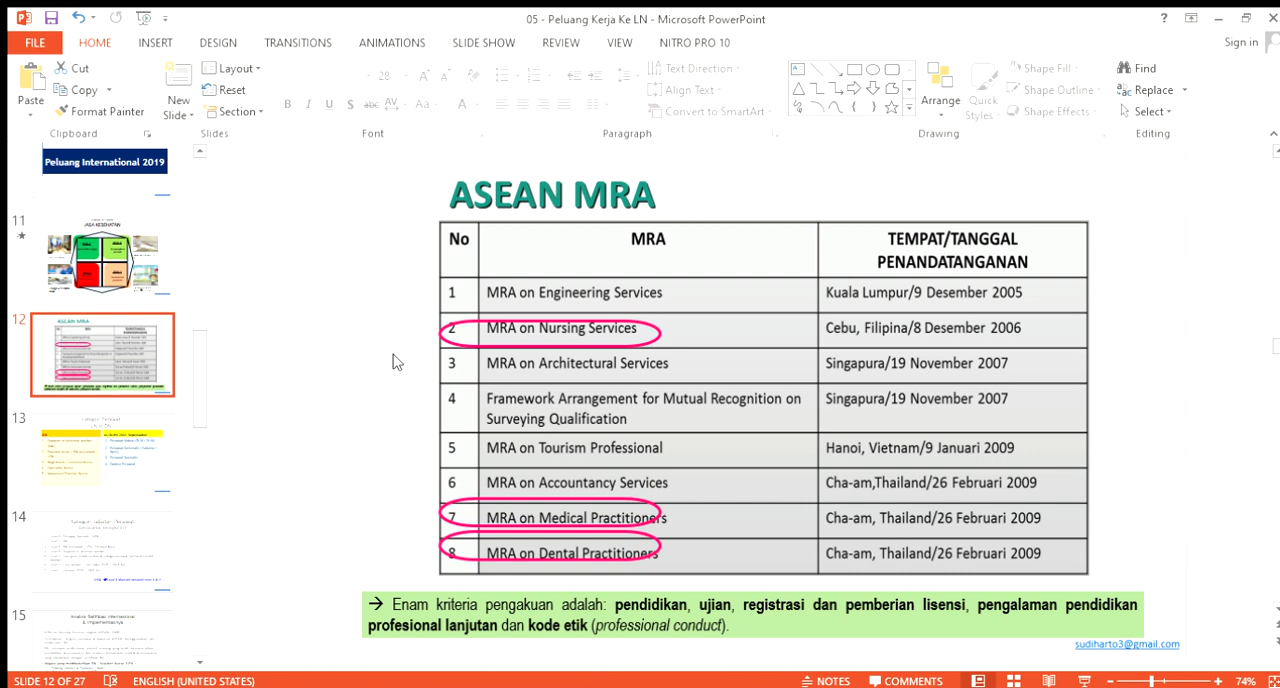 05 - Peluang Kerja Ke LN - Microsoft PowerPoint
FILE HOME INSERT DESIGN TRANSITIONS ANIMATIONS SLIDE SHOW REVIEW VIEW NITRO PRO 10 Sign in
Paste
Cut
Copy
Format Painter
Clipboard
New
Slide
Layout
Reset
Section
Slides
28
Font
Text Direction
Align Text
Convert to SmartArt
Paragraph
Arrange
Quick
Styles
Shape Fill
Shape Outline
Shape Effects
Drawing
Find
Replace
Select
Editing
Peluang International 2019
11
JASA KESEHATAN
12
ASEAN MRA
13
14
15
ASEAN MRA
No MRA TEMPAT/TANGGAL
PENANDATANGANAN
1 MRA on Engineering Services Kuala Lumpur/9 Desember 2005
2 MRA on Nursing Services Cebu, Filipina/8 Desember 2006
3 MRA on Architectural Services Singapura/19 November 2007
4 Framework Arrangement for Mutual Recognition on Singapura/19 November 2007
Surveying Qualification
5 MRA on Tourism Professional Hanoi, Vietnam/9 Januari 2009
6 MRA on Accountancy Services Cha-am,Thailand/26 Februari 2009
7 MRA on Medical Practitioners Cha-am, Thailand/26 Februari 2009
8 MRA on Dental Practitioners Cha-am, Thailand/26 Februari 2009
→ Enam kriteria pengakuan adalah: pendidikan, ujian, registrasi dan pemberian lisensi, pengalaman pendidikan
profesional lanjutan dan kode etik (professional conduct).
sudiharto3@gmail.com
SLIDE 12 OF 27 ENGLISH (UNITED STATES) NOTES COMMENTS 74%